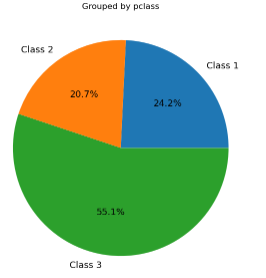 Grouped by pclass
Class 2
Class 1
20.7%
24.2%
55.1%
Class 3